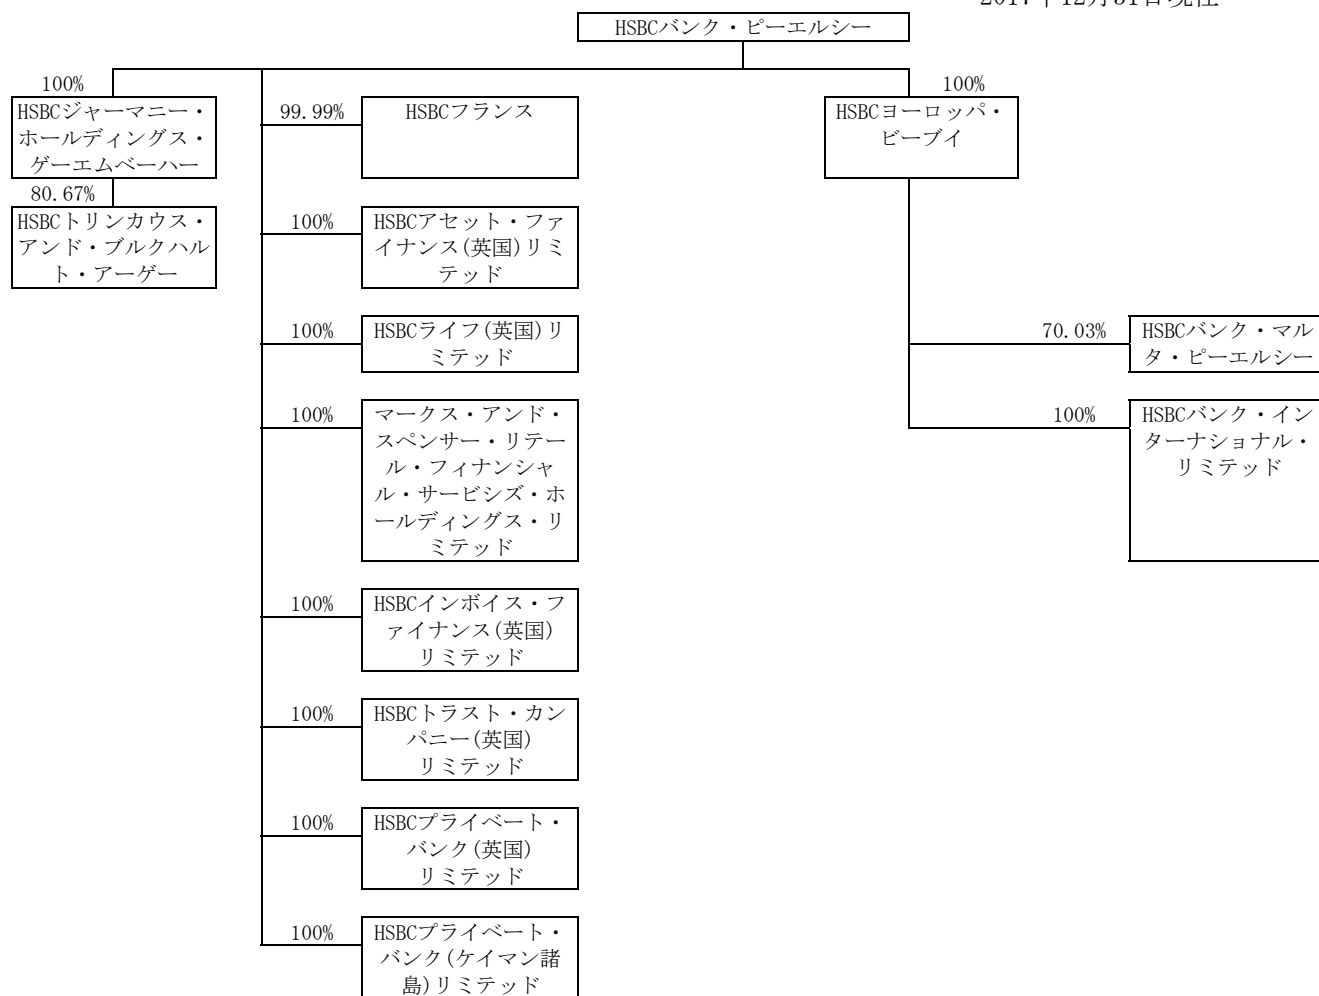 2017年12月31日現在
HSBCバンク・ピーエルシー
100%
HSBCジャーマニー・
ホールディングス・
ゲーエムベーハー
80.67%
HSBCトリンカウス・
アンド・ブルクハル
ト・アーゲー
99.99%
HSBCフランス
100%
HSBCアセット・ファ
イナンス(英国)リミ
テッド
100%
HSBCライフ(英国)リ
ミテッド
100%
マークス・アンド・
スペンサー・リテー
ル・フィナンシャ
ル・サービシズ・ホ
ールディングス・リ
ミテッド
100%
HSBCインボイス・フ
ァイナンス(英国)
リミテッド
100%
HSBCトラスト・カン
パニー(英国)
リミテッド
100%
HSBCプライベート・
バンク(英国)
リミテッド
100%
HSBCプライベート・
バンク(ケイマン諸
島)リミテッド
100%
HSBCヨーロッパ・
ビーブイ
70.03%
HSBCバンク・マル
タ・ピーエルシー
100%
HSBCバンク・イン
ターナショナル・
リミテッド